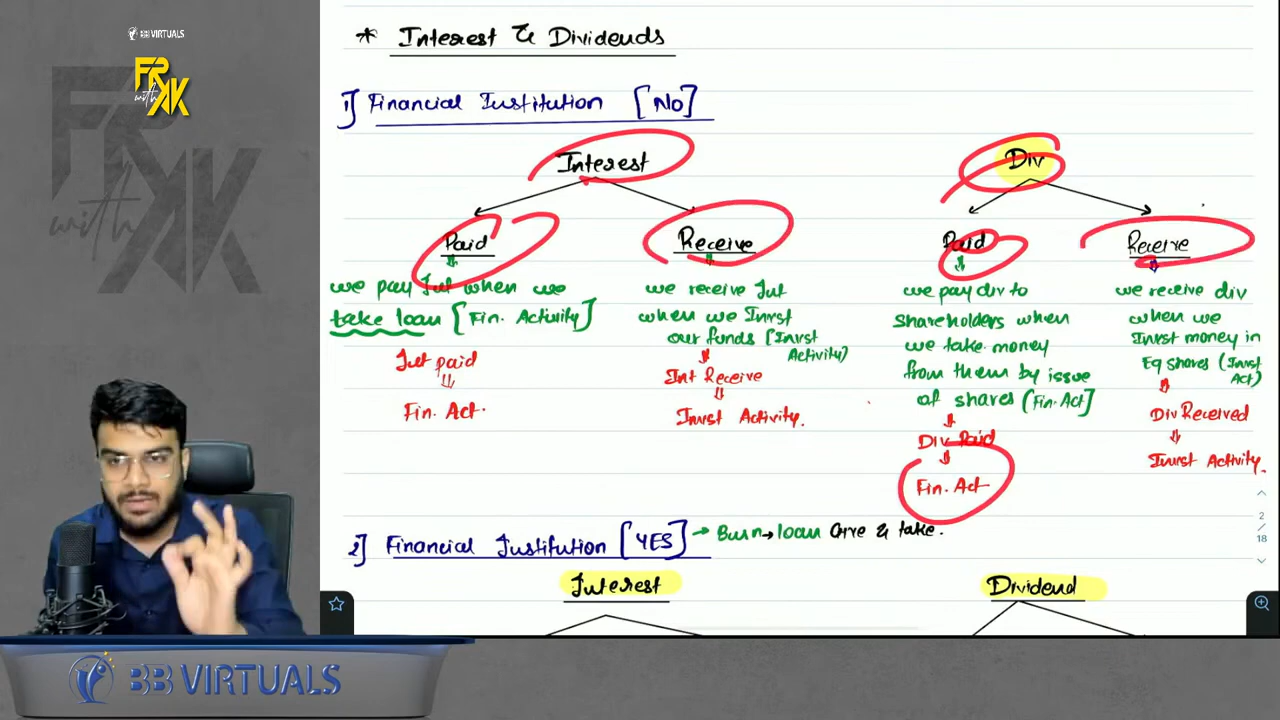 BB VIRTUALS
FR
with
AK
* Interest & Dividends
1] Financial Institution [No]
Interest
Div
Paid
Receive
Paid
Receive
we pay Int when we
take loan [Fin. Activity]
Int paid
Fin. Act.
we receive Int
when we Invst
our funds [Invst
Activity)
Int Receive
Invst Activity.
we pay div to
shareholders when
we take money
from them by issue
of shares [Fin. Act]
Div Paid
Fin. Act
we receive div
when we
Invst money in
Eq shares (Invst
Act)
Div Received
Invst Activity.
2] Financial Institution [YES] → Busn → loan Give & take.
Interest
Dividend
2
/
18
BB VIRTUALS